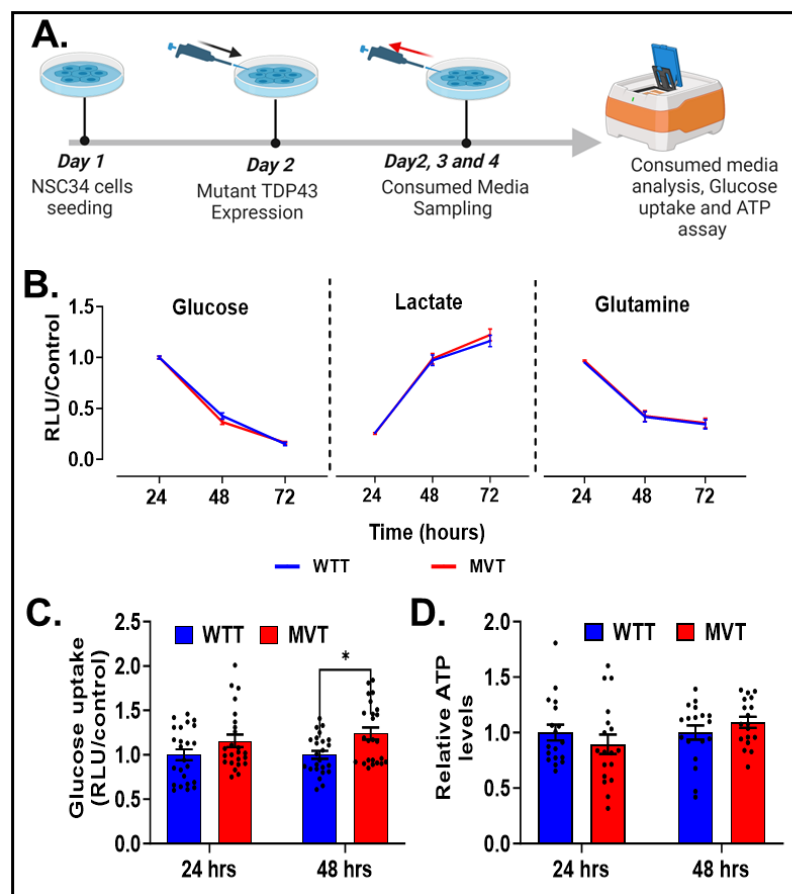 A.
Day 1
NSC34 cells
seeding
Day 2
Mutant TDP43
Expression
Day2, 3 and 4
Consumed Media
Sampling
Consumed media
analysis, Glucose
uptake and ATP
assay
B.
Glucose
Lactate
Glutamine
RLU/Control
1.5
1.0
0.5
0.0
24 48 72
24 48 72
24 48 72
Time (hours)
WTT
MVT
C.
WTT
MVT
Glucose uptake
(RLU/control)
2.5
2.0
1.5
1.0
0.5
0.0
*
24 hrs
48 hrs
D.
WTT
MVT
Relative ATP
levels
2.0
1.5
1.0
0.5
0.0
24 hrs
48 hrs